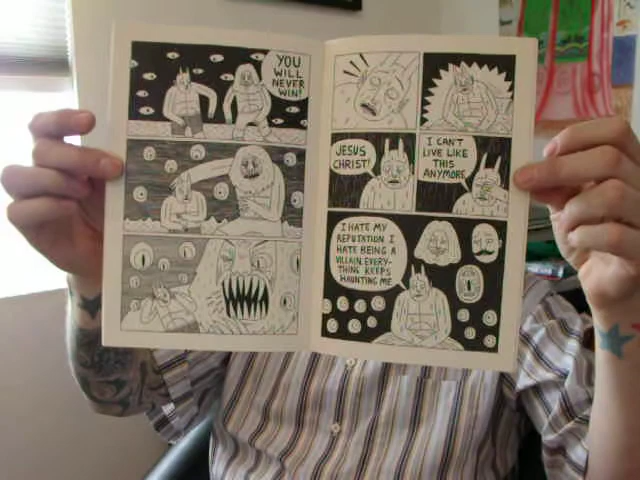 YOU
WILL
NEVER
WIN!
JESUS
CHRIST!
I CAN'T
LIVE LIKE
THIS
ANYMORE
I HATE MY
REPUTATION I
HATE BEING A
VILLAIN. EVERY-
THING KEEPS
HAUNTING ME